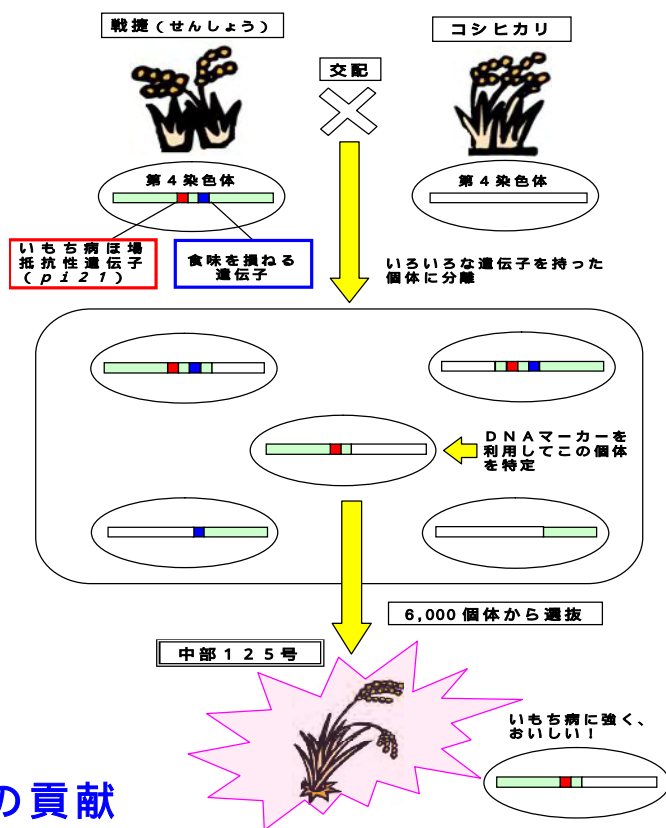 戦捷（せんしょう）
コシヒカリ
交配
第４染色体
第４染色体
いもち病ほ場
抵抗性遺伝子
（ｐｉ２１）
食味を損ねる
遺伝子
いろいろな遺伝子を持った
個体に分離
ＤＮＡマーカーを
利用してこの個体
を特定
6,000個体から選抜
中部１２５号
いもち病に強く、
おいしい！
の貢献